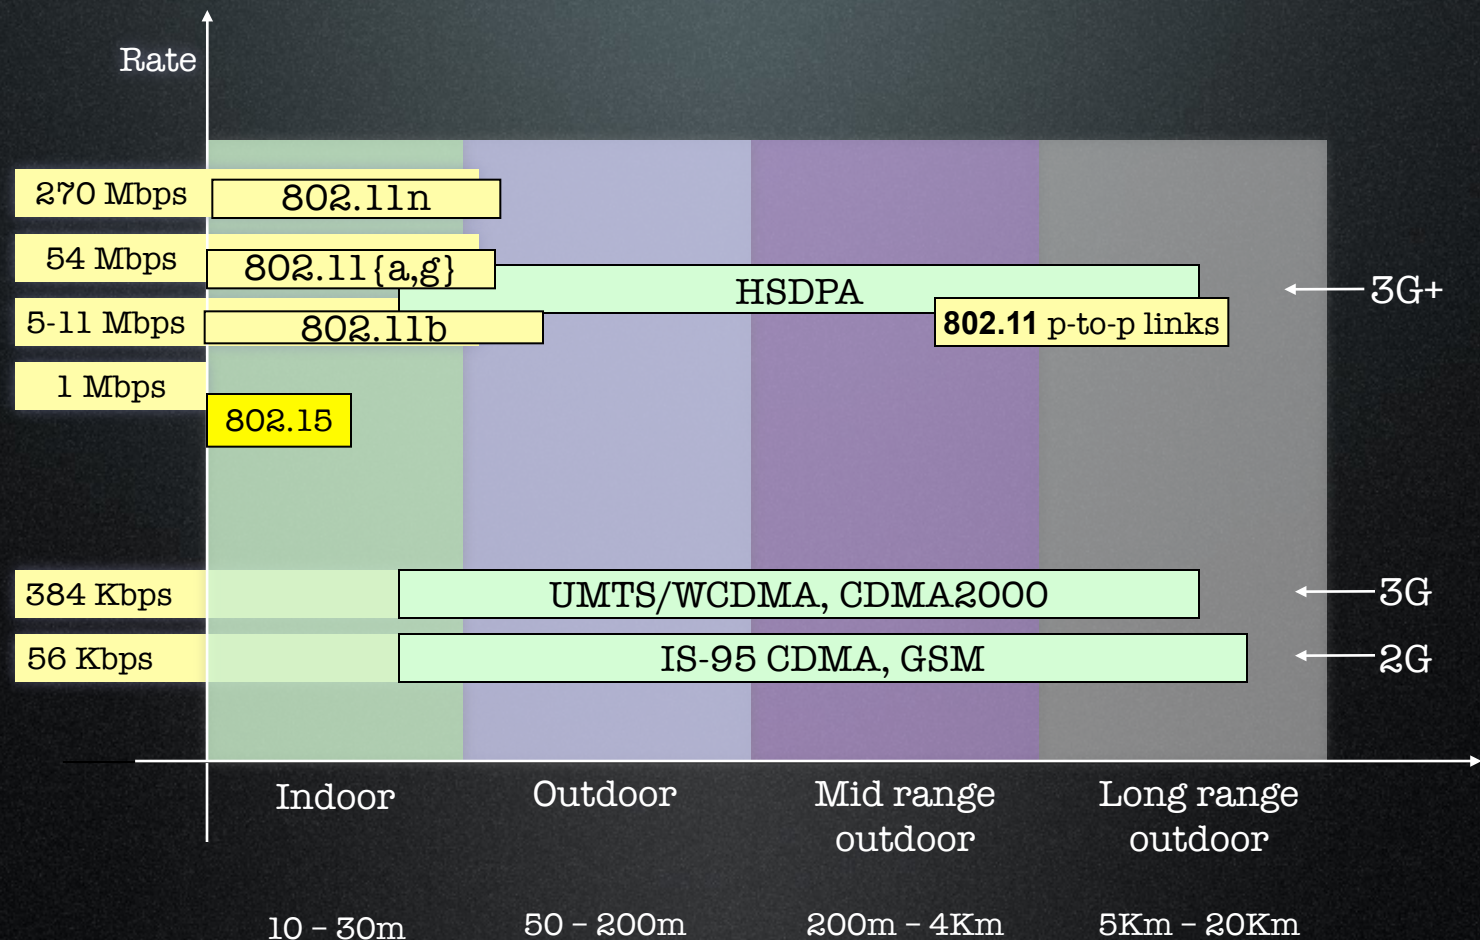 Rate
270 Mbps
802.11n
54 Mbps
802.11{a,g}
HSDPA
3G+
5-11 Mbps
802.11b
802.11 p-to-p links
1 Mbps
802.15
384 Kbps
UMTS/WCDMA, CDMA2000
3G
56 Kbps
IS-95 CDMA, GSM
2G
Indoor
Outdoor
Mid range
outdoor
Long range
outdoor
10 – 30m
50 – 200m
200m – 4Km
5Km – 20Km